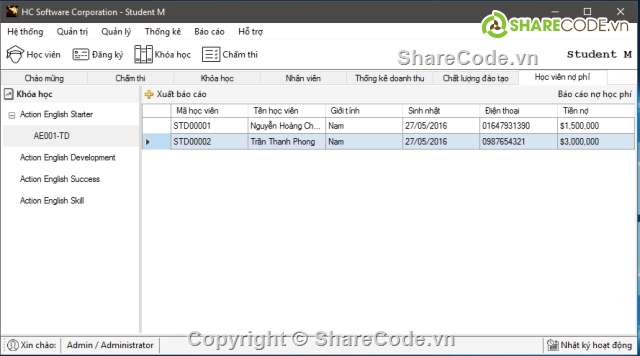 HC Software Corporation - Student M
SHARECODE.vn
Hệ thống Quản trị Quản lý Thống kê Báo cáo Hỗ trợ
Học viên Đăng ký Khóa học Chấm thi
ShareCode.vn
Student M
Chào mừng Chấm thi Khóa học Nhân viên Thống kê doanh thu Chất lượng đào tạo Học viên nợ phí
Khóa học
Xuất báo cáo Báo cáo nợ học phí
Action English Starter
AE001-TD
Action English Development
Action English Success
Action English Skill
Mã học viên Tên học viên Giới tính Sinh nhật Điện thoại Tiền nợ
STD00001 Nguyễn Hoàng Ch... Nam 27/05/2016 01647931390 $1,500,000
STD00002 Trần Thanh Phong Nam 27/05/2016 0987654321 $3,000,000
Copyright © ShareCode.vn
Xin chào: Admin / Administrator Nhật ký hoạt động